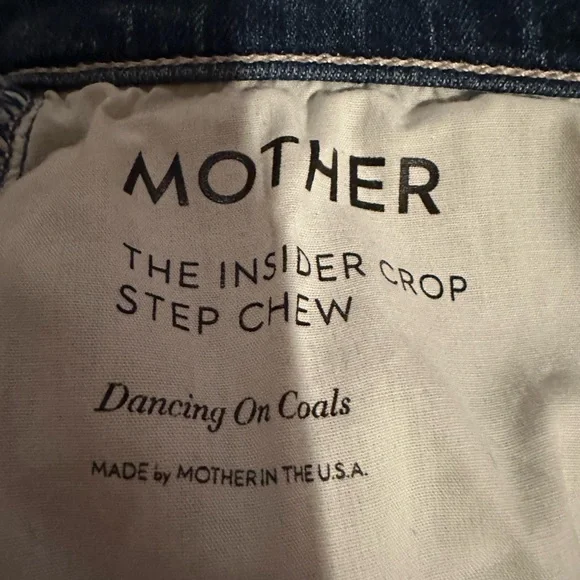 MOTHER
THE INSIDER CROP
STEP CHEW
Dancing On Coals
MADE by MOTHER IN THE U.S.A.